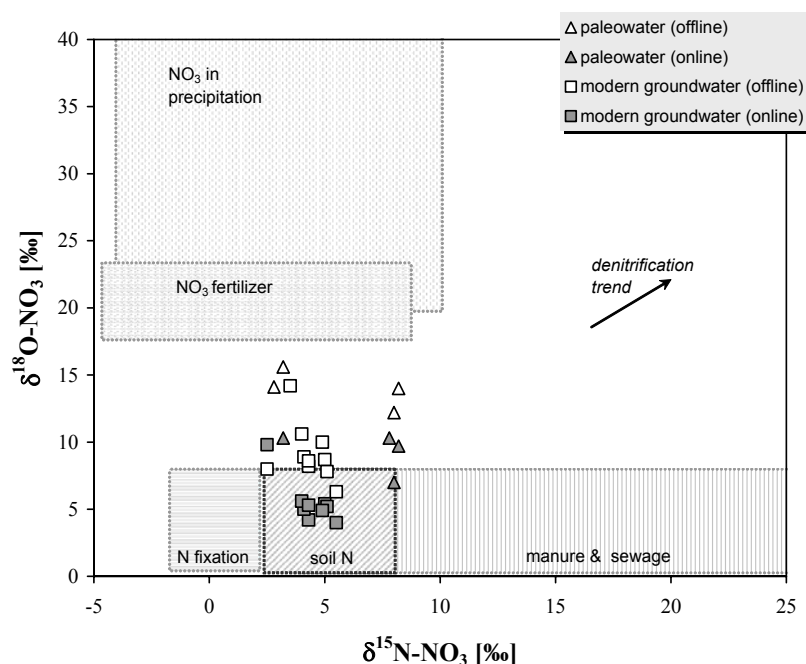 paleowater (offline)
paleowater (online)
modern groundwater (offline)
modern groundwater (online)
40
35
30
25
20
15
10
5
0
δ¹⁸O-NO₃ [‰]
NO₃ in
precipitation
NO₃ fertilizer
denitrification
trend
N fixation
soil N
manure & sewage
-5
0
5
10
15
20
25
δ¹⁵N-NO₃ [‰]